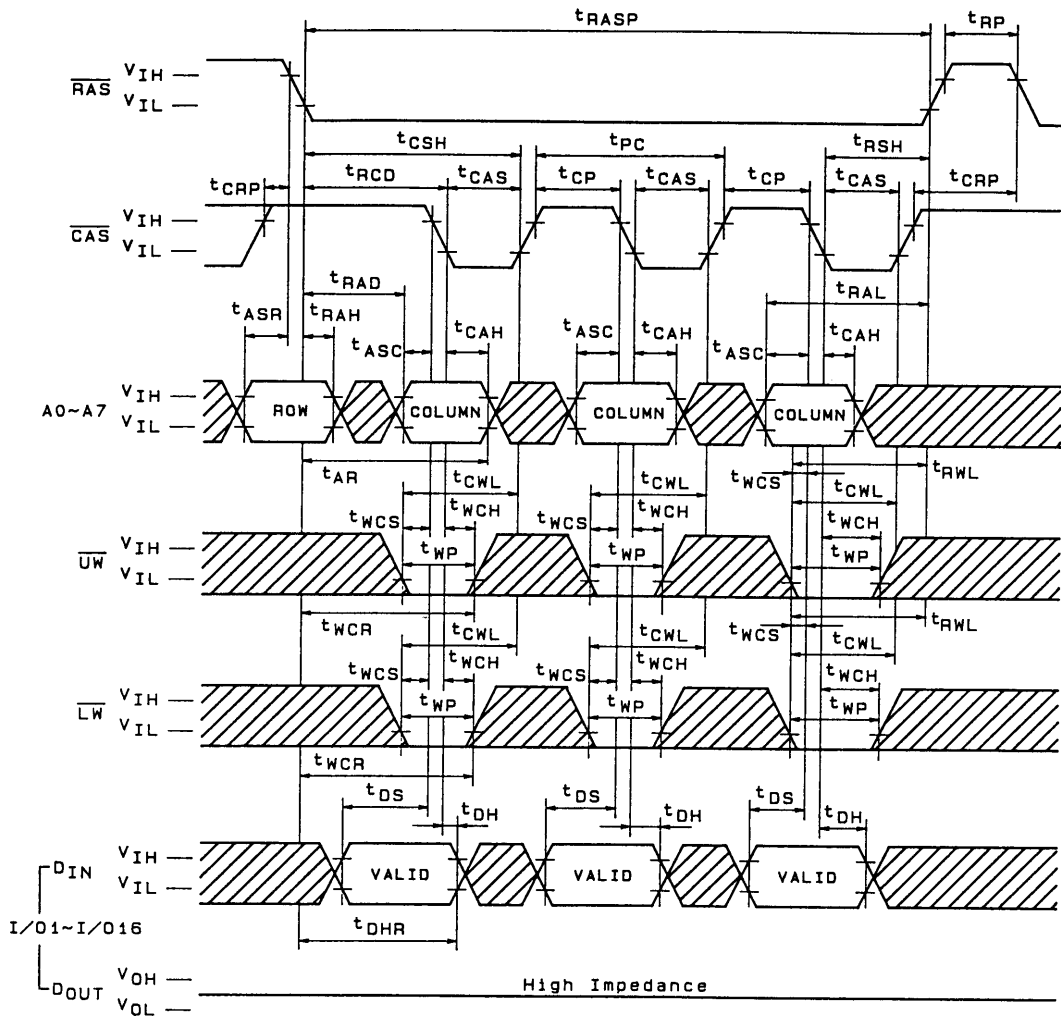 tRASP tRP
RAS VIH
VIL
tCSH tPC tRSH
tCRP tRCD tCAS tCP tCAS tCP tCAS tCRP
CAS VIH
VIL
tRAD tRAL
tASR tRAH tASC tCAH tASC tCAH tASC tCAH
A0~A7 VIH
VIL
ROW COLUMN COLUMN COLUMN
tAR tCWL tCWL tWCS tRWL
tCWL
tWCS tWCH tWCS tWCH tWCH
tWP tWP tWP
UW VIH
VIL
tWCR tCWL tCWL tWCS tRWL
tCWL
tWCS tWCH tWCS tWCH tWCH
tWP tWP tWP
LW VIH
VIL
tWCR
tDS tDH tDS tDH tDS tDH
DIN VIH
VIL
VALID VALID VALID
I/O1~I/O16
tDHR
DOUT VOH
VOL
High Impedance